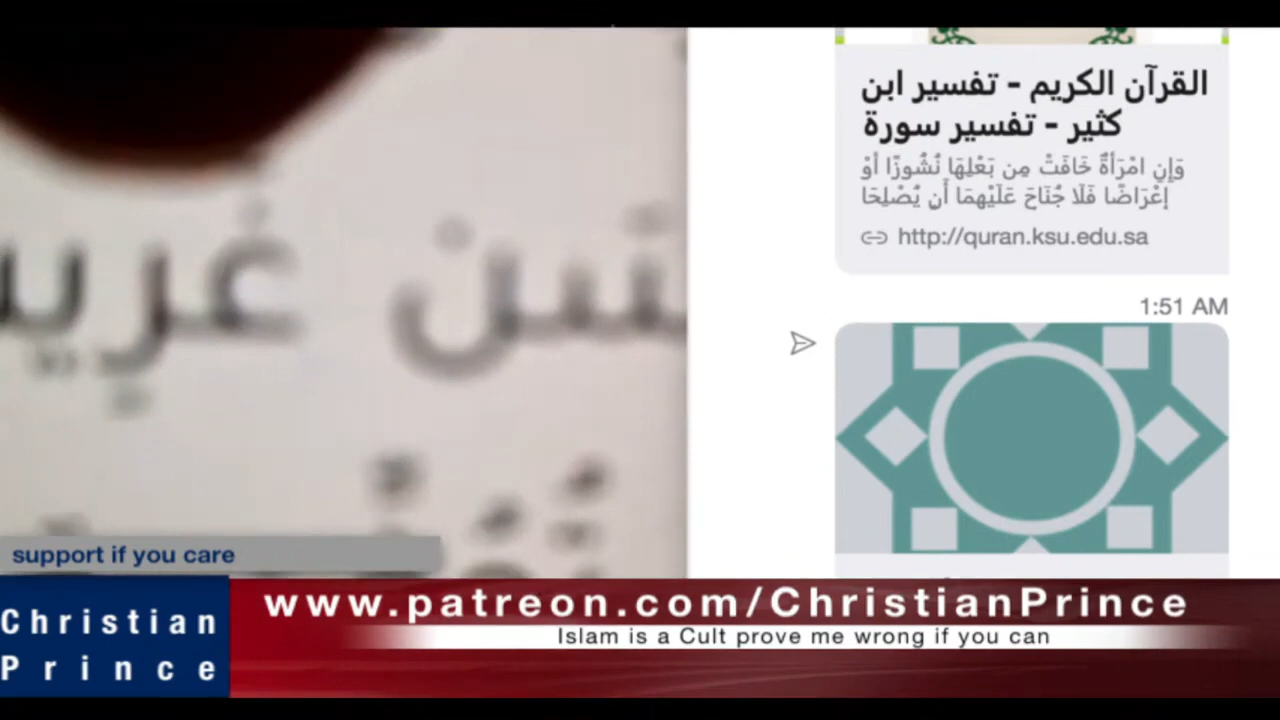 القرآن الكريم - تفسير ابن
كثير - تفسير سورة
وَإِنِ امْرَأَةٌ خَافَتْ مِن بَعْلِهَا نُشُوزًا أَوْ
إِعْرَاضًا فَلَا جُنَاحَ عَلَيْهِمَا أَن يُصْلِحَا
http://quran.ksu.edu.sa
1:51 AM
support if you care
Christian
Prince
www.patreon.com/ChristianPrince
Islam is a Cult prove me wrong if you can